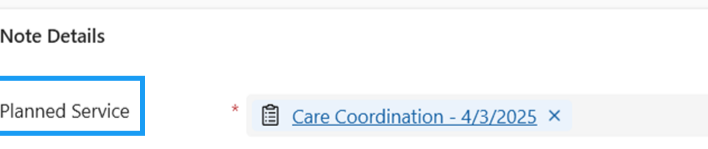 Note Details
Planned Service * Care Coordination - 4/3/2025 ×